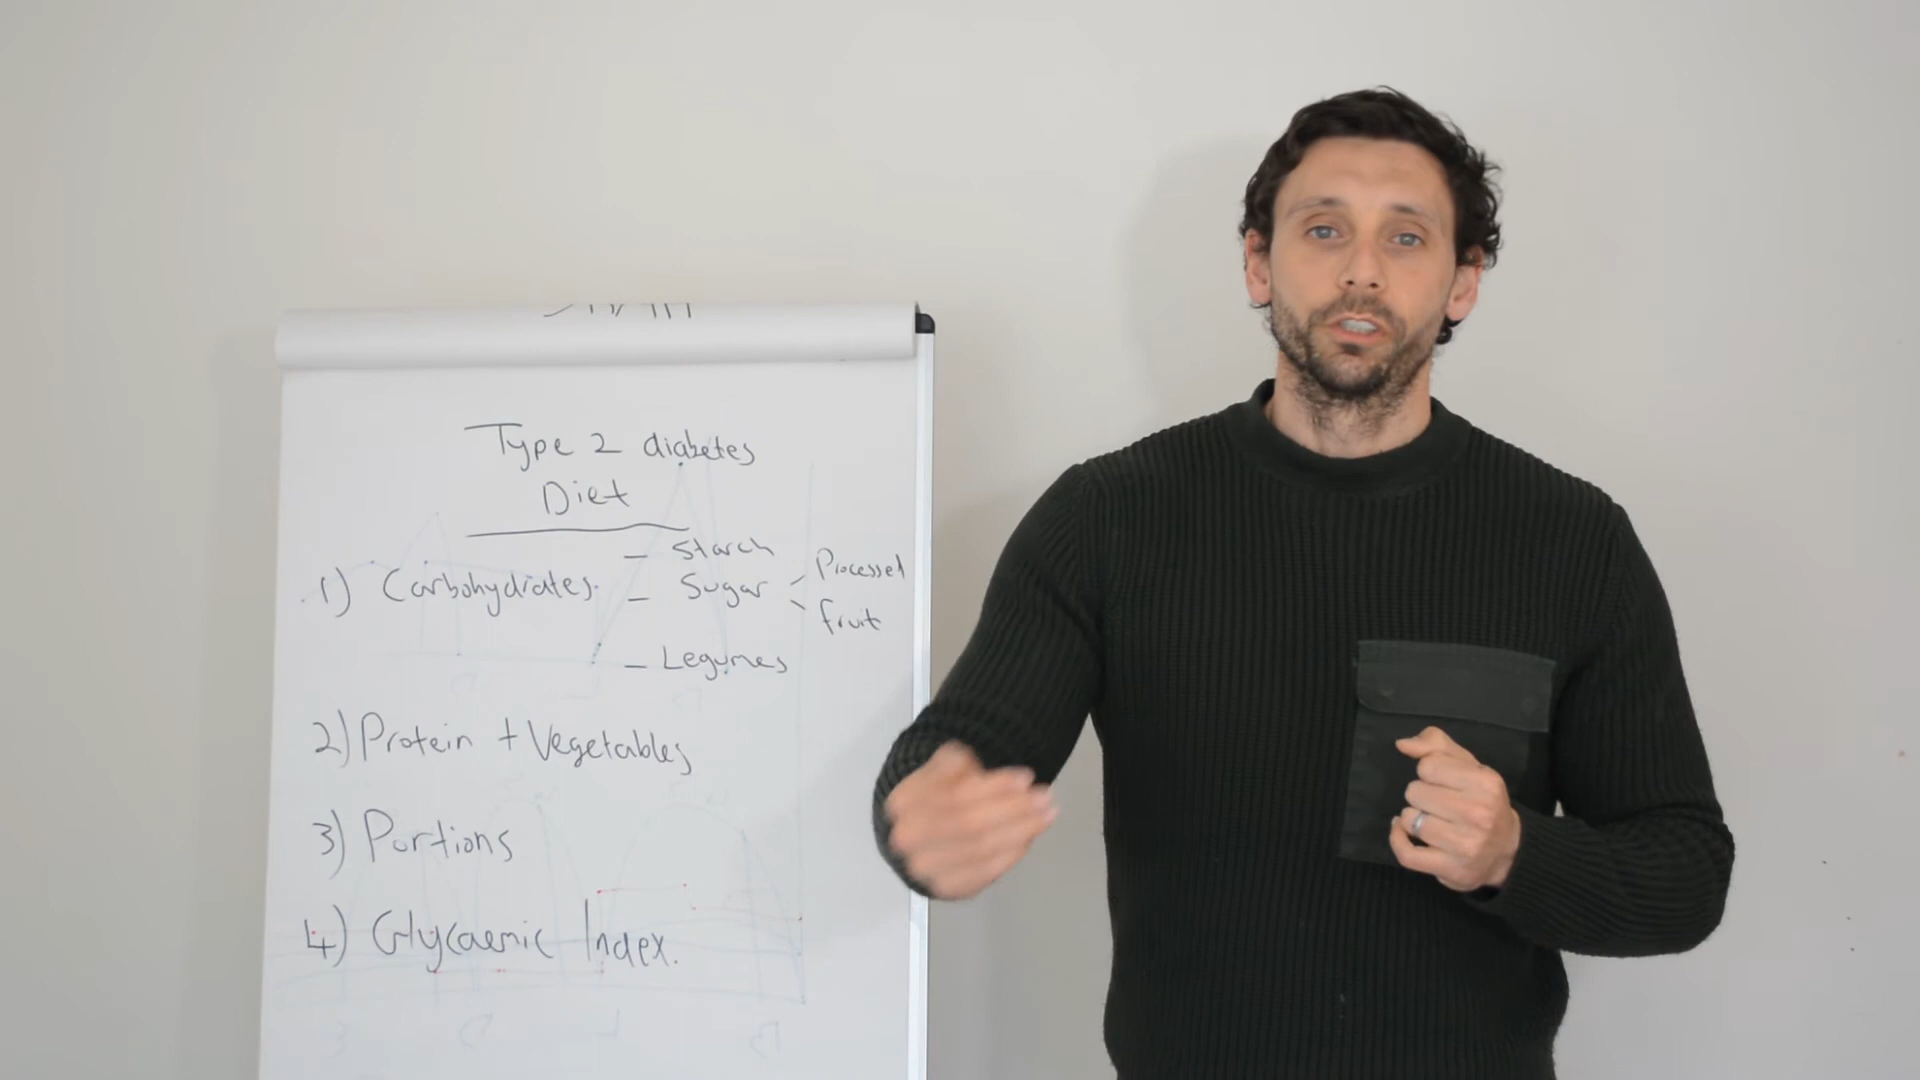 Type 2 diabetes
Diet
1) Carbohydrates. – Starch
– Sugar Processed
fruit
– Legumes
2) Protein + Vegetables
3) Portions
4) Glycaemic Index.